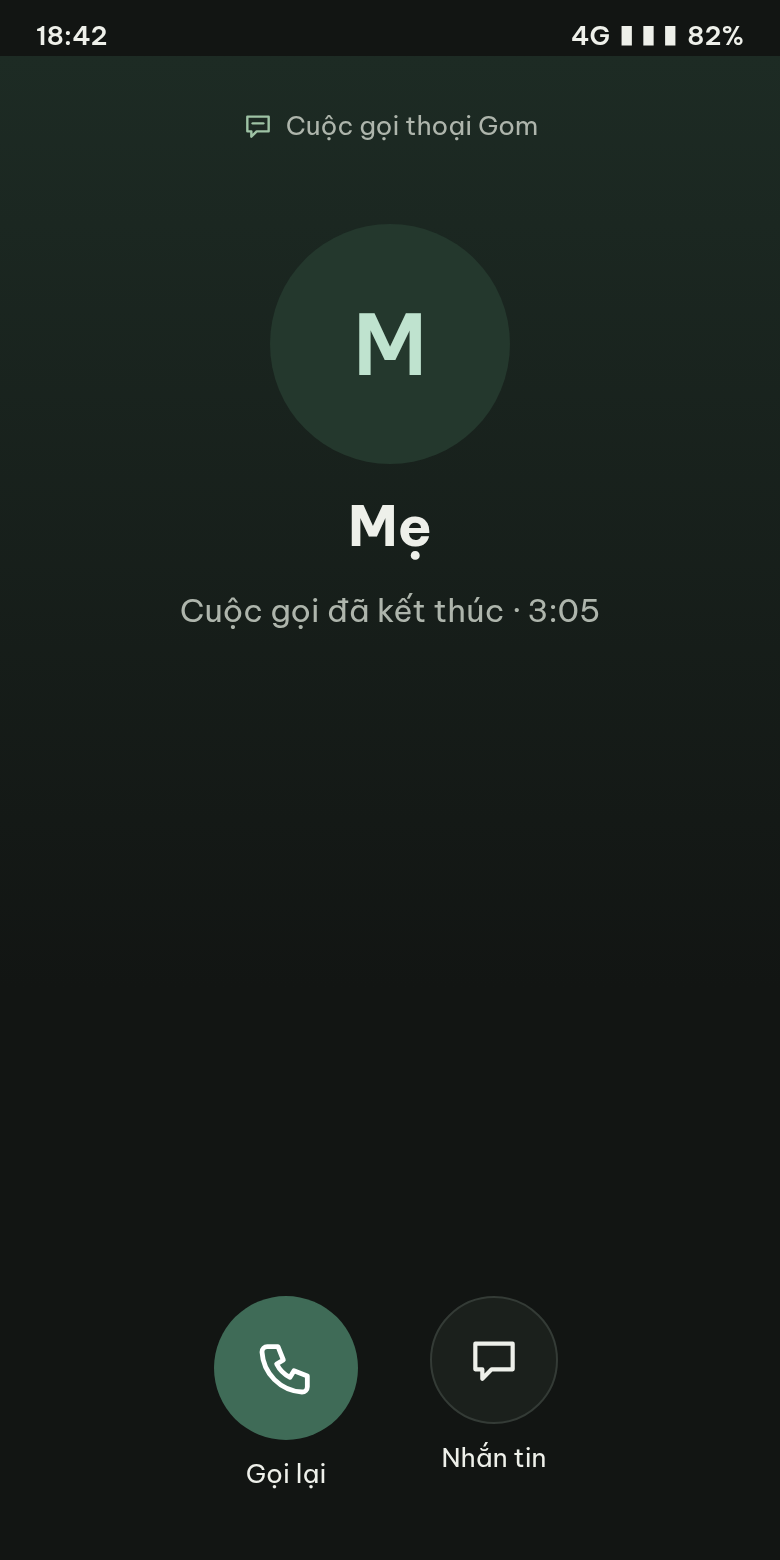 18:42 4G 82%
Cuộc gọi thoại Gom
M
Mẹ
Cuộc gọi đã kết thúc · 3:05
Gọi lại
Nhắn tin